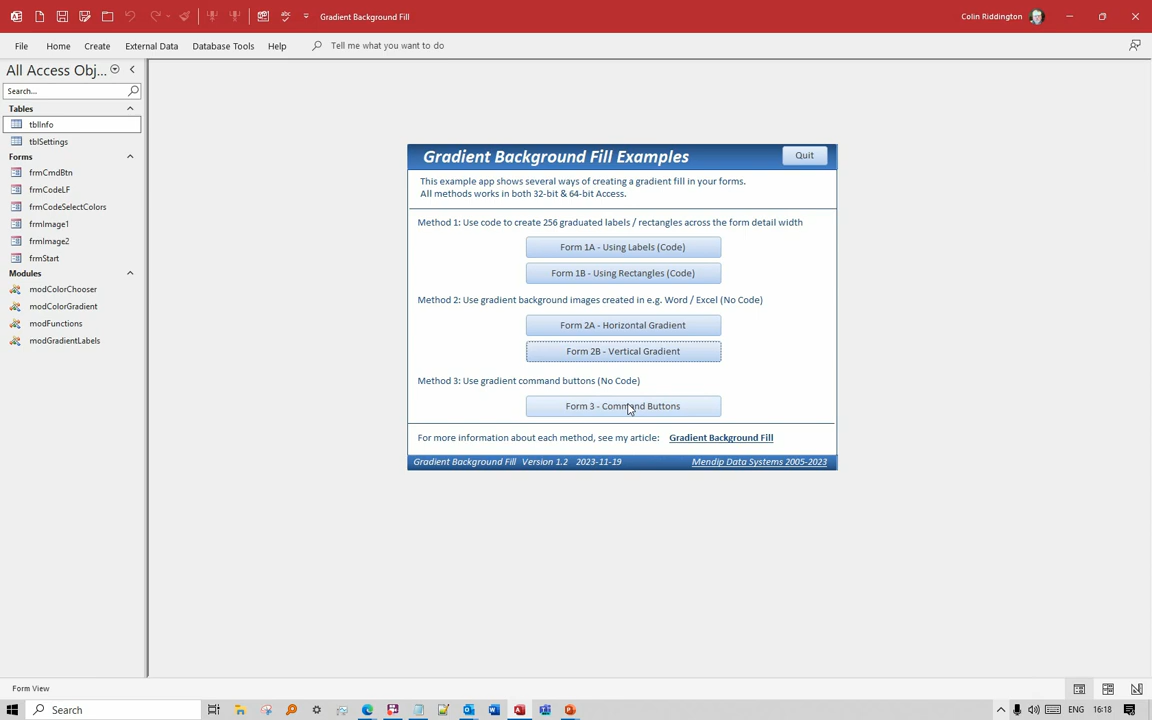 Gradient Background Fill
Colin Riddington
File Home Create External Data Database Tools Help Tell me what you want to do
All Access Obj...
Search...
Tables
tblInfo
tblSettings
Forms
frmCmdBtn
frmCodeLF
frmCodeSelectColors
frmImage1
frmImage2
frmStart
Modules
modColorChooser
modColorGradient
modFunctions
modGradientLabels
Gradient Background Fill Examples
Quit
This example app shows several ways of creating a gradient fill in your forms.
All methods works in both 32-bit & 64-bit Access.
Method 1: Use code to create 256 graduated labels / rectangles across the form detail width
Form 1A - Using Labels (Code)
Form 1B - Using Rectangles (Code)
Method 2: Use gradient background images created in e.g. Word / Excel (No Code)
Form 2A - Horizontal Gradient
Form 2B - Vertical Gradient
Method 3: Use gradient command buttons (No Code)
Form 3 - Command Buttons
For more information about each method, see my article: Gradient Background Fill
Gradient Background Fill Version 1.2 2023-11-19 Mendip Data Systems 2005-2023
Form View
Search
ENG 16:18